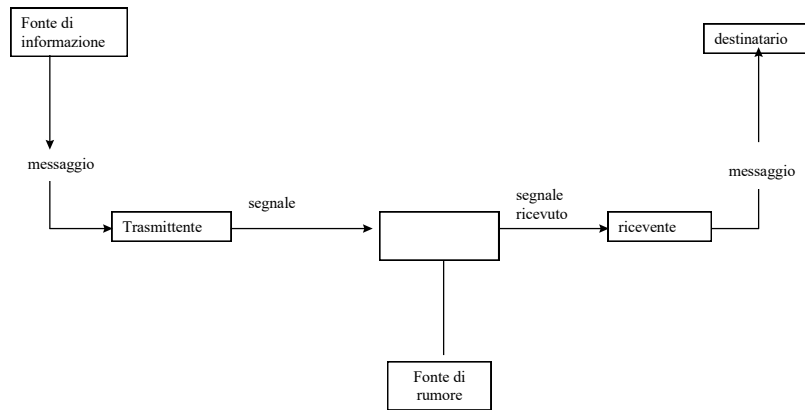 Fonte di
informazione
destinatario
messaggio
messaggio
segnale
segnale
ricevuto
Trasmittente
ricevente
Fonte di
rumore